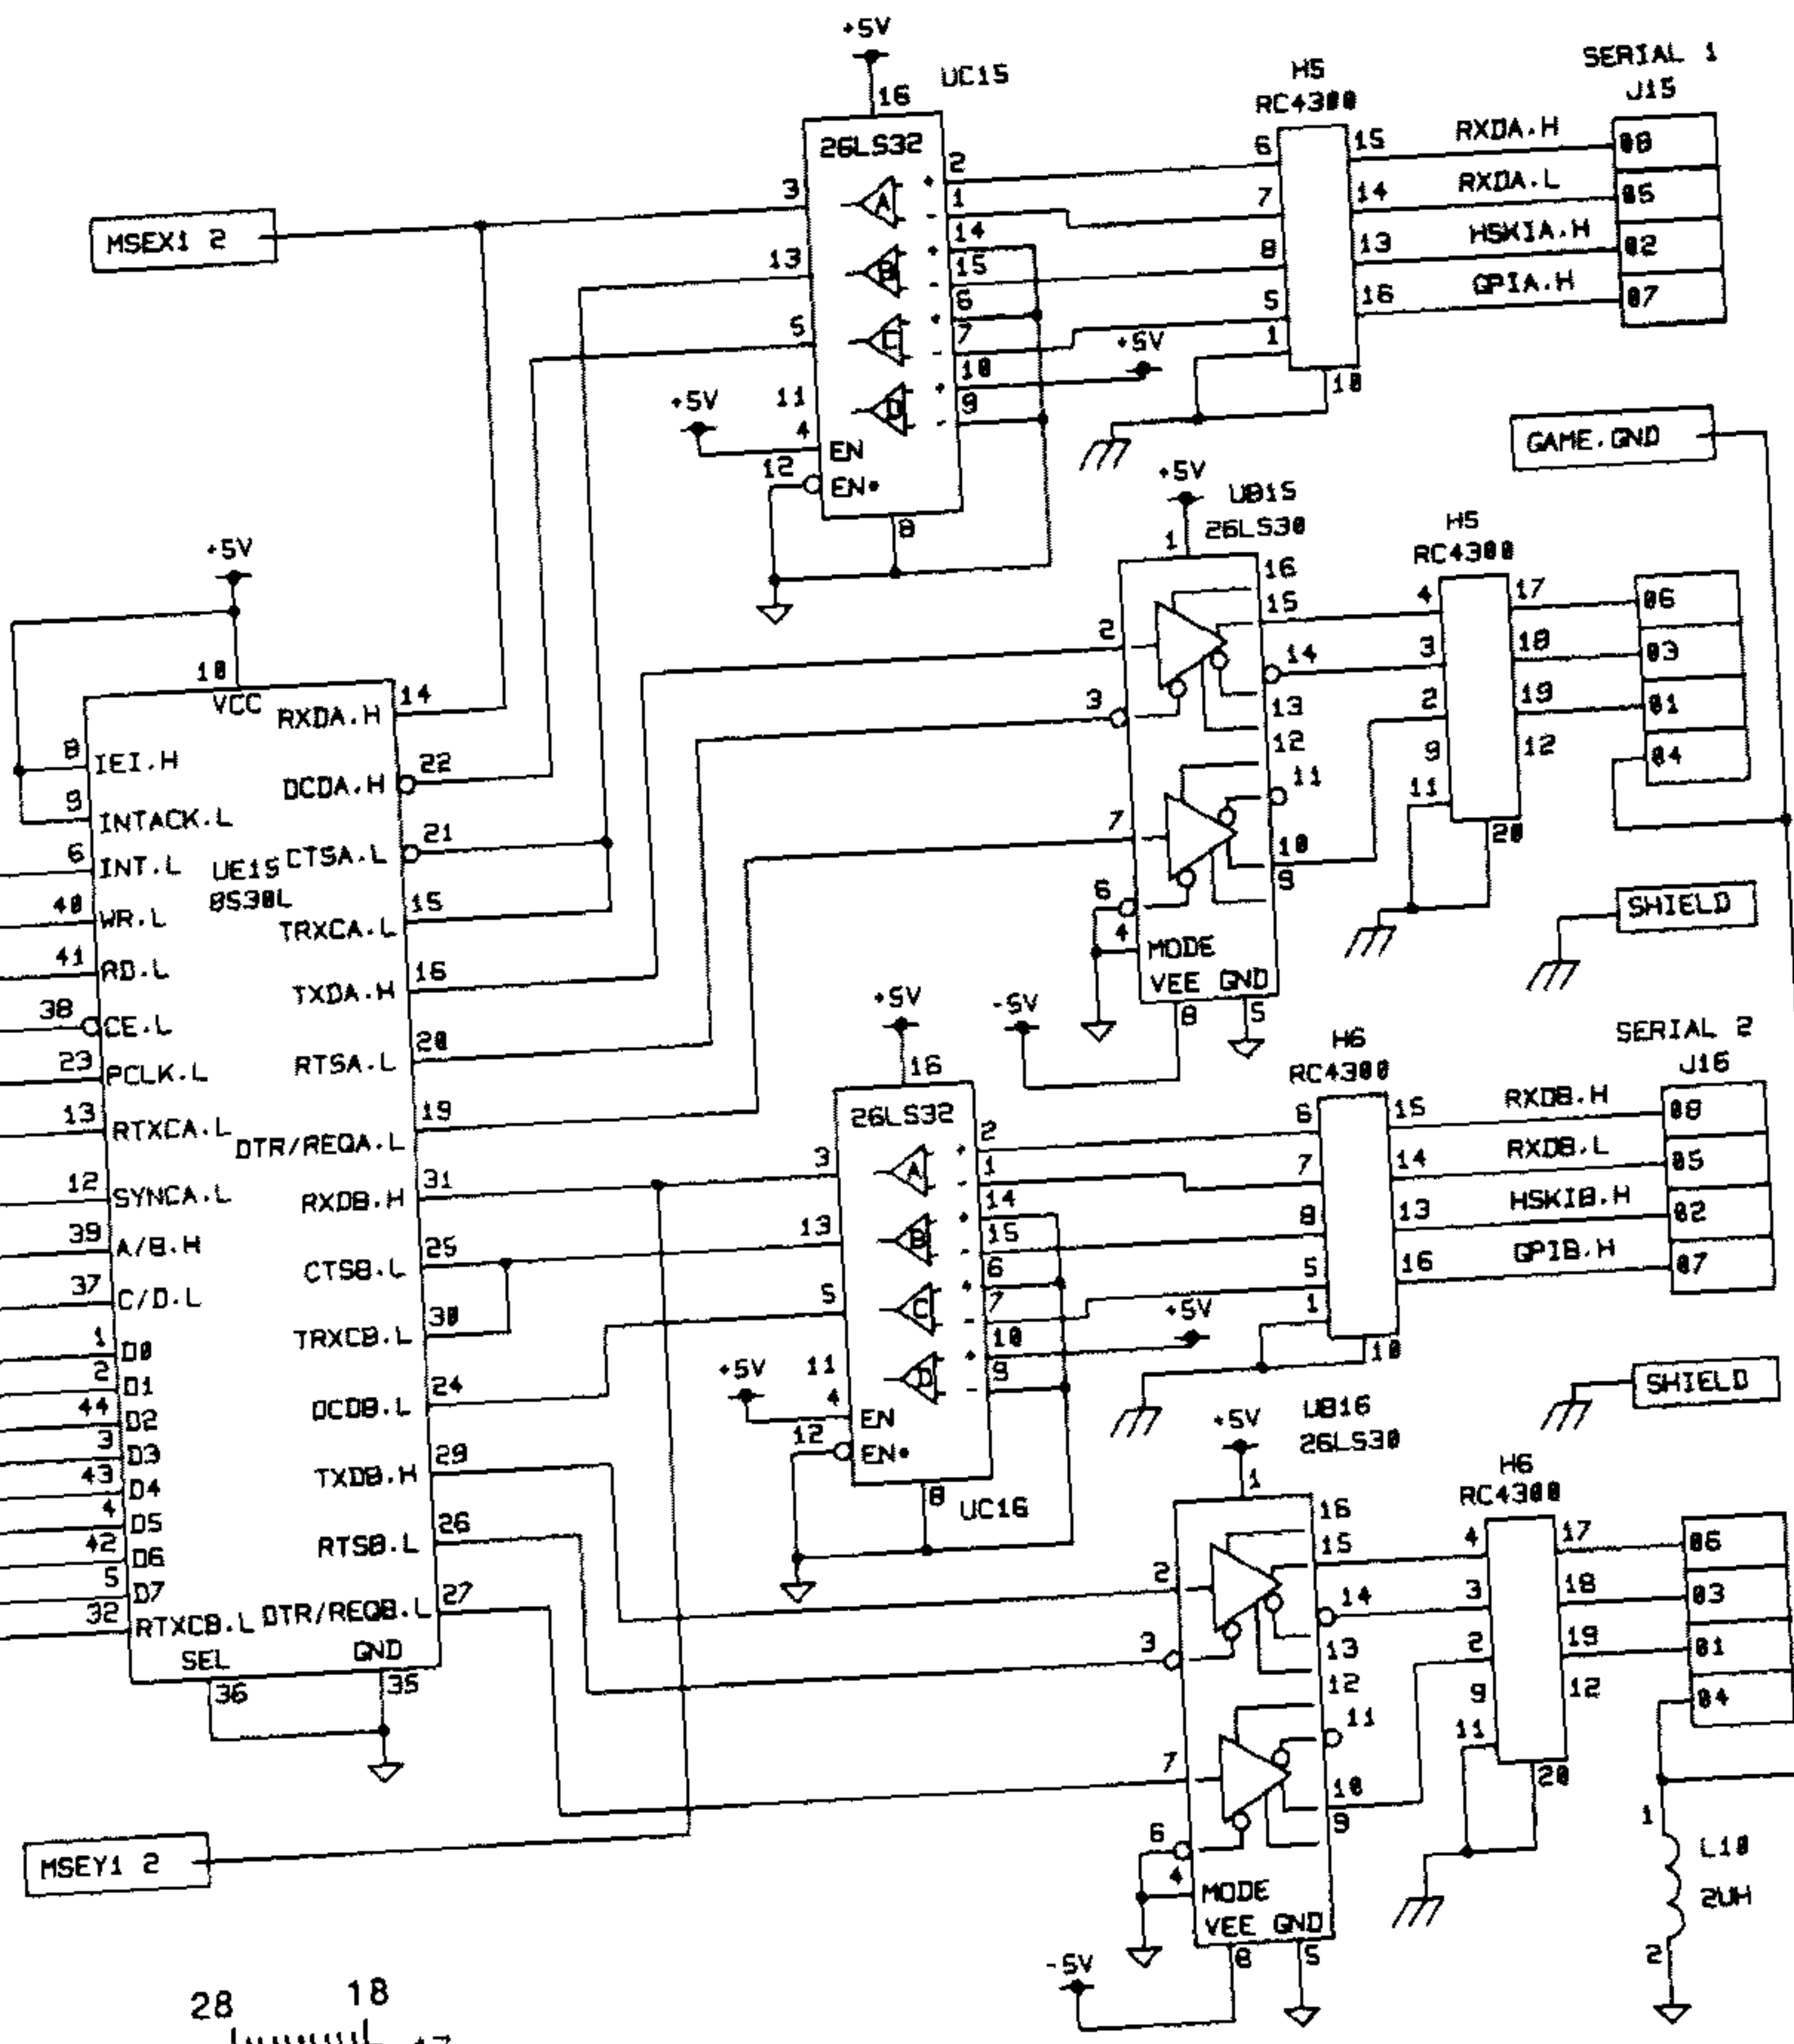 +5V
UC15
16
26LS32
3
13
5
11
4
12
EN
EN*
8
A
B
C
D
+
-
+
-
+
-
+
-
2
1
14
15
6
7
10
9
+5V
+5V
MSEX1 2
H5
RC4300
6
7
8
5
1
15
14
13
16
10
RXDA.H
RXDA.L
HSKIA.H
GPIA.H
SERIAL 1
J15
08
05
02
07
GAME.GND
+5V
UB15
26LS30
1
2
3
7
6
4
MODE
VEE GND
8
5
16
15
14
13
12
11
10
9
-5V
H5
RC4300
4
3
2
9
11
17
18
19
12
20
06
03
01
04
SHIELD
+5V
10
VCC
UE15
8530L
8
IEI.H
9
INTACK.L
6
INT.L
40
WR.L
41
RD.L
38
CE.L
23
PCLK.L
13
RTXCA.L
12
SYNCA.L
39
A/B.H
37
C/D.L
1
D0
2
D1
44
D2
3
D3
43
D4
4
D5
42
D6
5
D7
32
RTXCB.L
SEL
36
GND
35
RXDA.H
14
DCDA.H
22
CTSA.L
21
TRXCA.L
15
TXDA.H
16
RTSA.L
20
DTR/REQA.L
19
RXDB.H
31
CTSB.L
25
TRXCB.L
30
DCDB.L
24
TXDB.H
29
RTSB.L
26
DTR/REQB.L
27
+5V
16
26LS32
3
13
5
11
4
12
EN
EN*
8
UC16
A
B
C
D
+
-
+
-
+
-
+
-
2
1
14
15
6
7
10
9
+5V
+5V
H6
RC4300
6
7
8
5
1
15
14
13
16
10
RXDB.H
RXDB.L
HSKIB.H
GPIB.H
SERIAL 2
J16
08
05
02
07
SHIELD
+5V
UB16
26LS30
1
2
3
7
6
4
MODE
VEE GND
8
5
16
15
14
13
12
11
10
9
-5V
H6
RC4300
4
3
2
9
11
17
18
19
12
20
06
03
01
04
1
L10
2UH
2
MSEY1 2
28
18